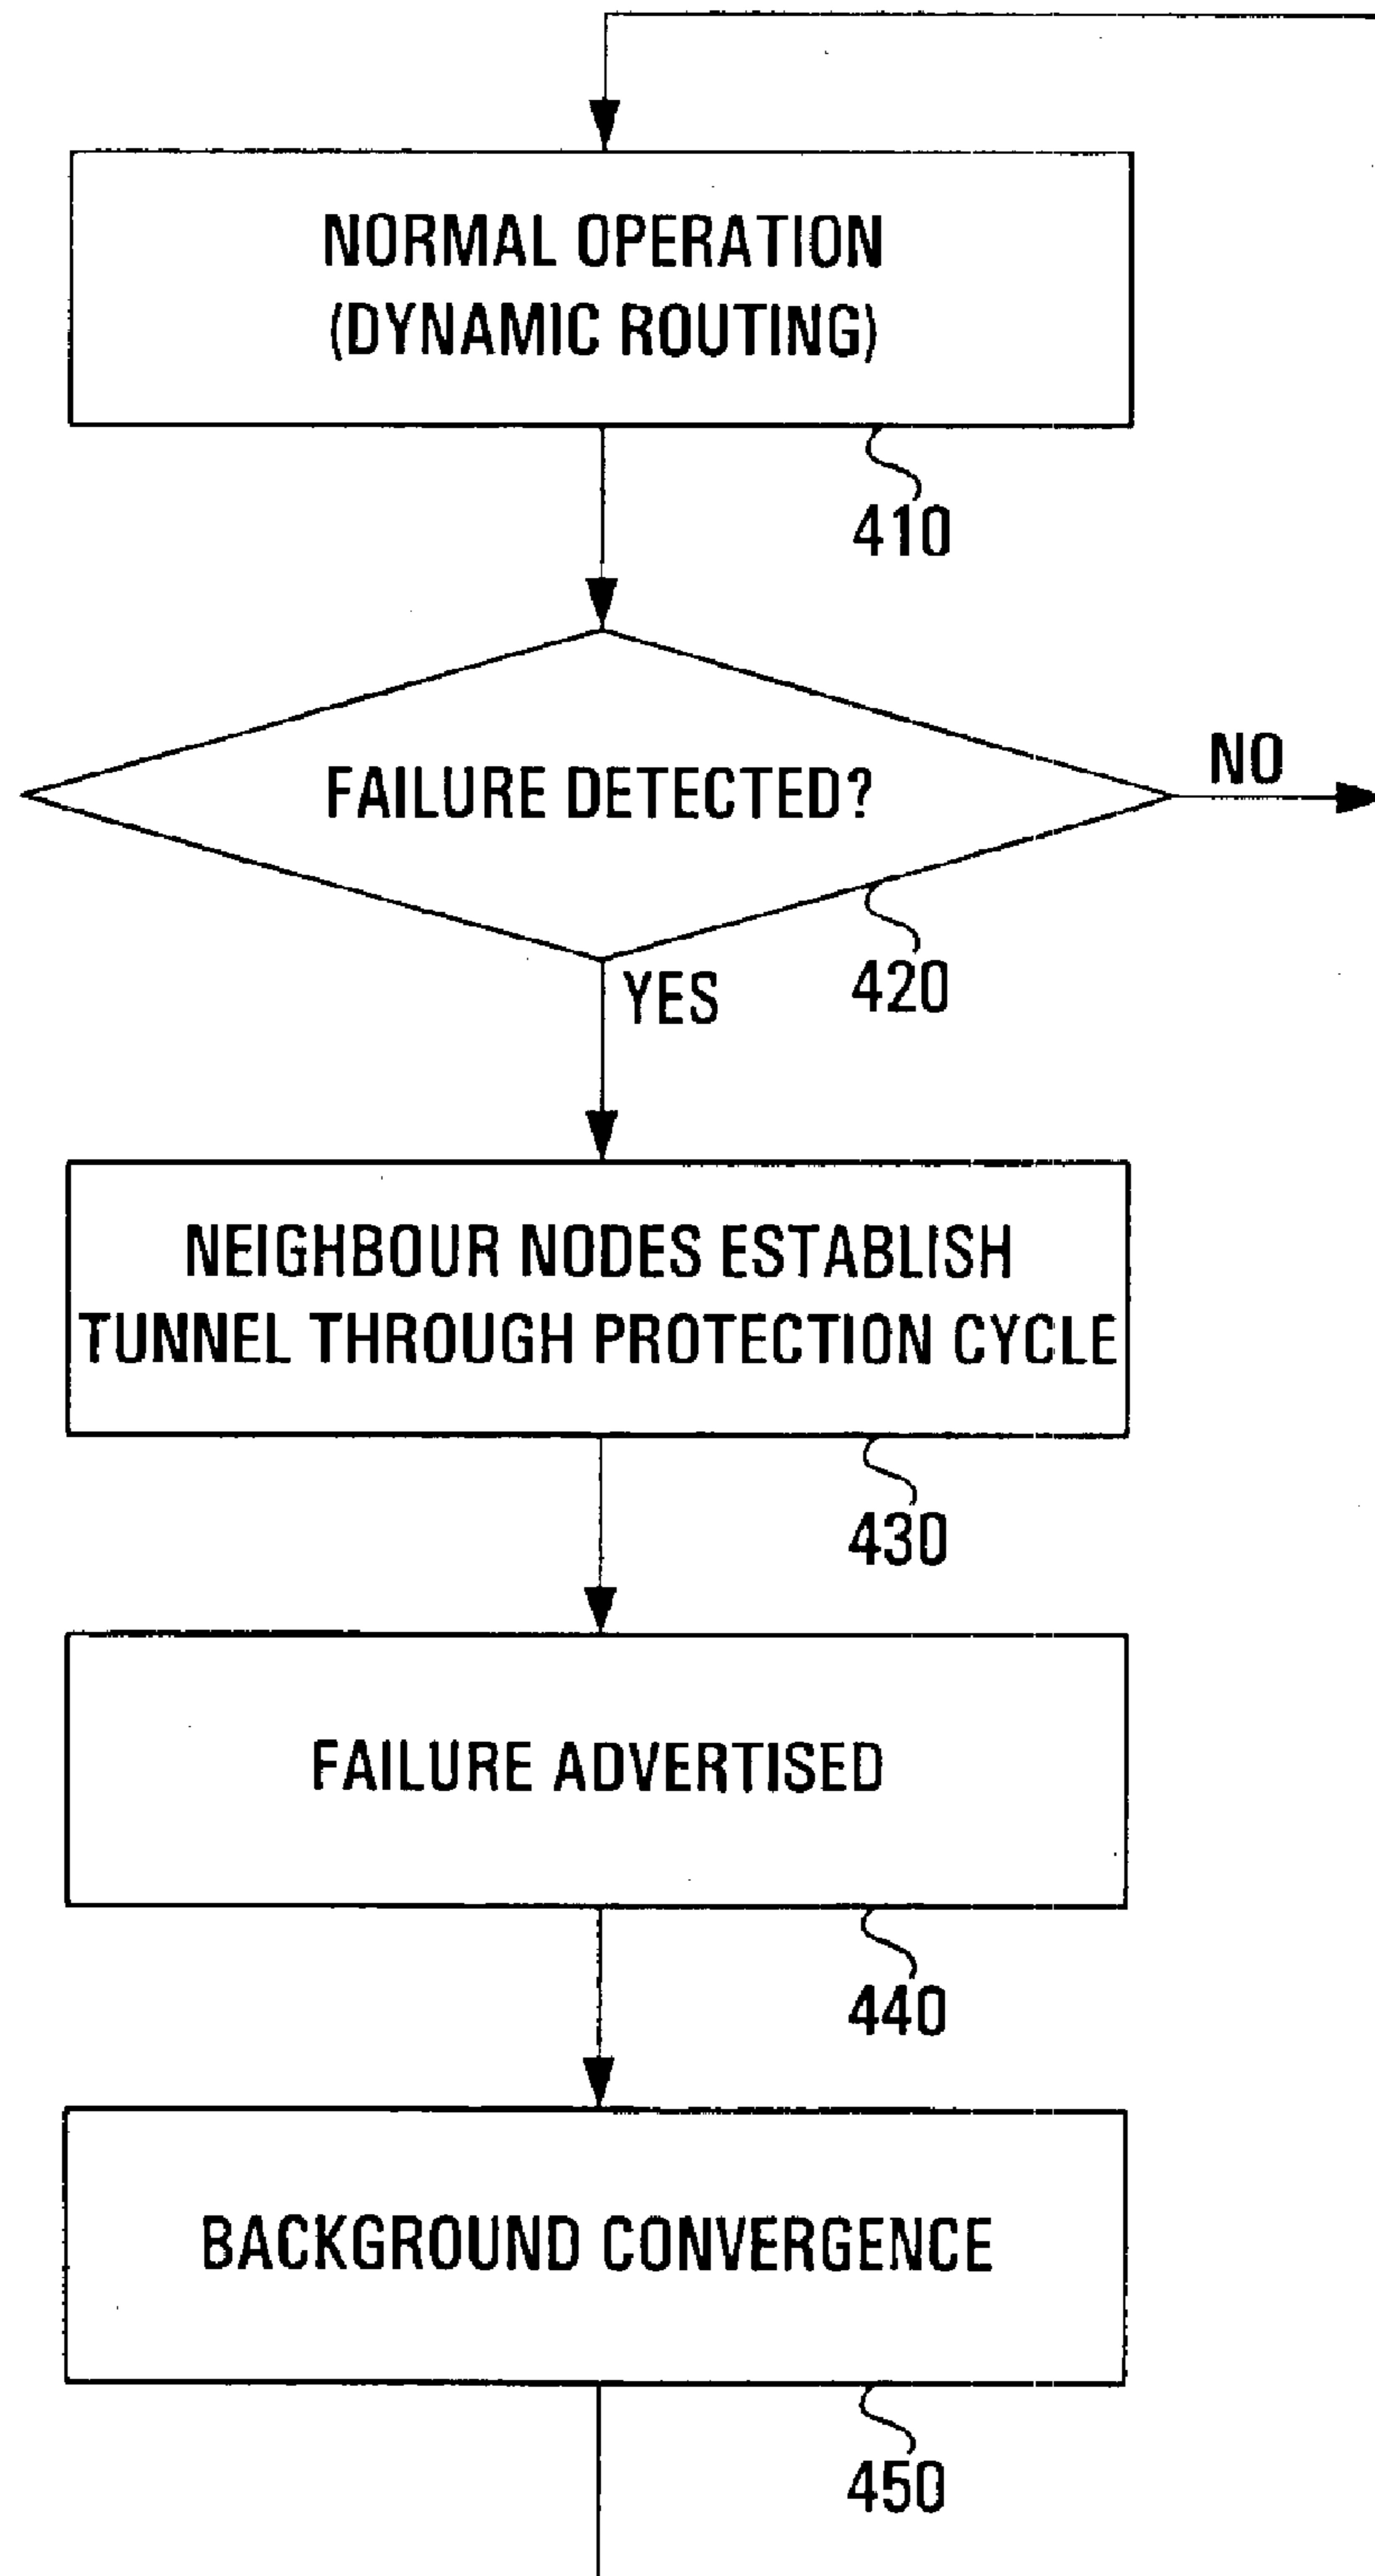 NORMAL OPERATION
(DYNAMIC ROUTING)
410
FAILURE DETECTED?
NO
420
YES
NEIGHBOUR NODES ESTABLISH
TUNNEL THROUGH PROTECTION CYCLE
430
FAILURE ADVERTISED
440
BACKGROUND CONVERGENCE
450